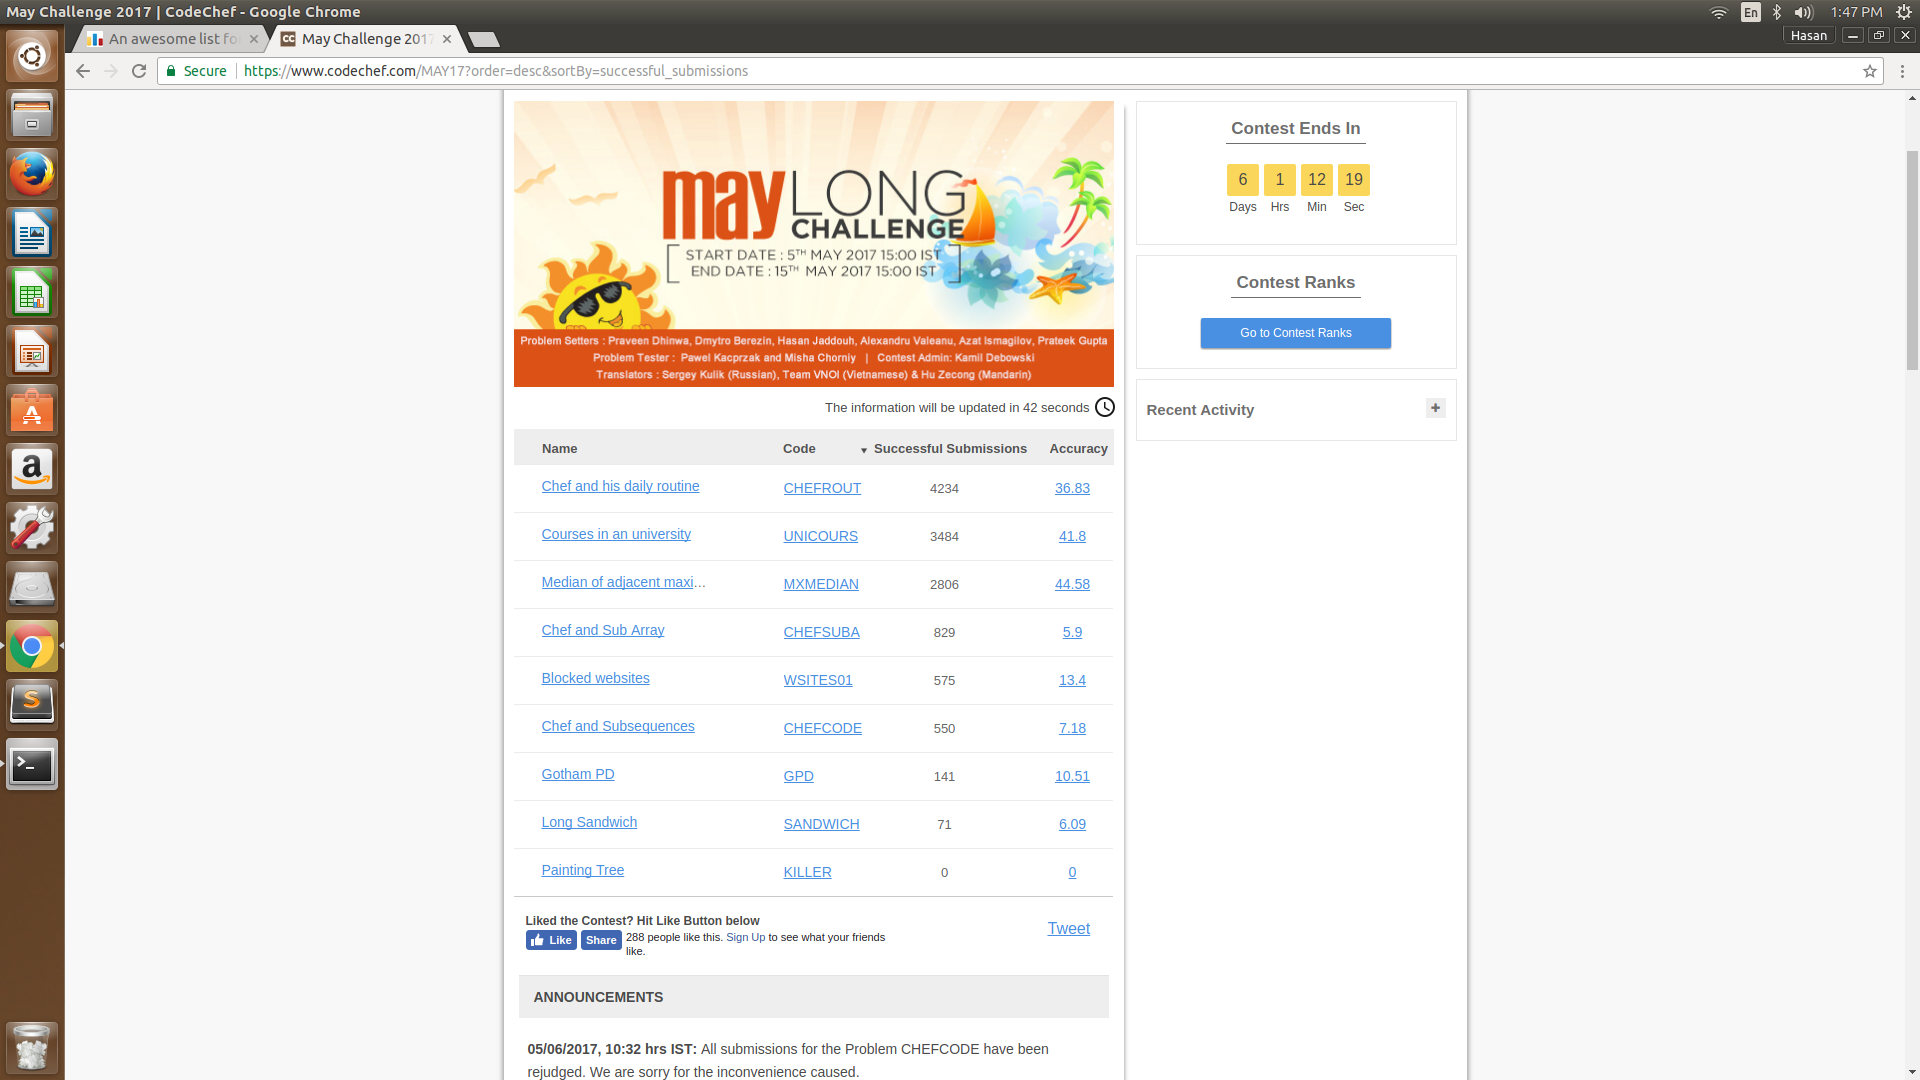 May Challenge 2017 | CodeChef - Google Chrome
En
1:47 PM
An awesome list fo
May Challenge 2017
Hasan
Secure
https://www.codechef.com/MAY17?order=desc&sortBy=successful_submissions
may LONG CHALLENGE
START DATE : 5TH MAY 2017 15:00 IST
END DATE : 15TH MAY 2017 15:00 IST
Problem Setters : Praveen Dhinwa, Dmytro Berezin, Hasan Jaddouh, Alexandru Valeanu, Azat Ismagilov, Prateek Gupta
Problem Tester : Pawel Kacprzak and Misha Chorniy | Contest Admin: Kamil Debowski
Translators : Sergey Kulik (Russian), Team VNOI (Vietnamese) & Hu Zecong (Mandarin)
The information will be updated in 42 seconds
Name Code Successful Submissions Accuracy
Chef and his daily routine CHEFROUT 4234 36.83
Courses in an university UNICOURS 3484 41.8
Median of adjacent maxi... MXMEDIAN 2806 44.58
Chef and Sub Array CHEFSUBA 829 5.9
Blocked websites WSITES01 575 13.4
Chef and Subsequences CHEFCODE 550 7.18
Gotham PD GPD 141 10.51
Long Sandwich SANDWICH 71 6.09
Painting Tree KILLER 0 0
Liked the Contest? Hit Like Button below
Like Share 288 people like this. Sign Up to see what your friends
like.
Tweet
ANNOUNCEMENTS
05/06/2017, 10:32 hrs IST: All submissions for the Problem CHEFCODE have been
rejudged. We are sorry for the inconvenience caused.
Contest Ends In
6 1 12 19
Days Hrs Min Sec
Contest Ranks
Go to Contest Ranks
Recent Activity